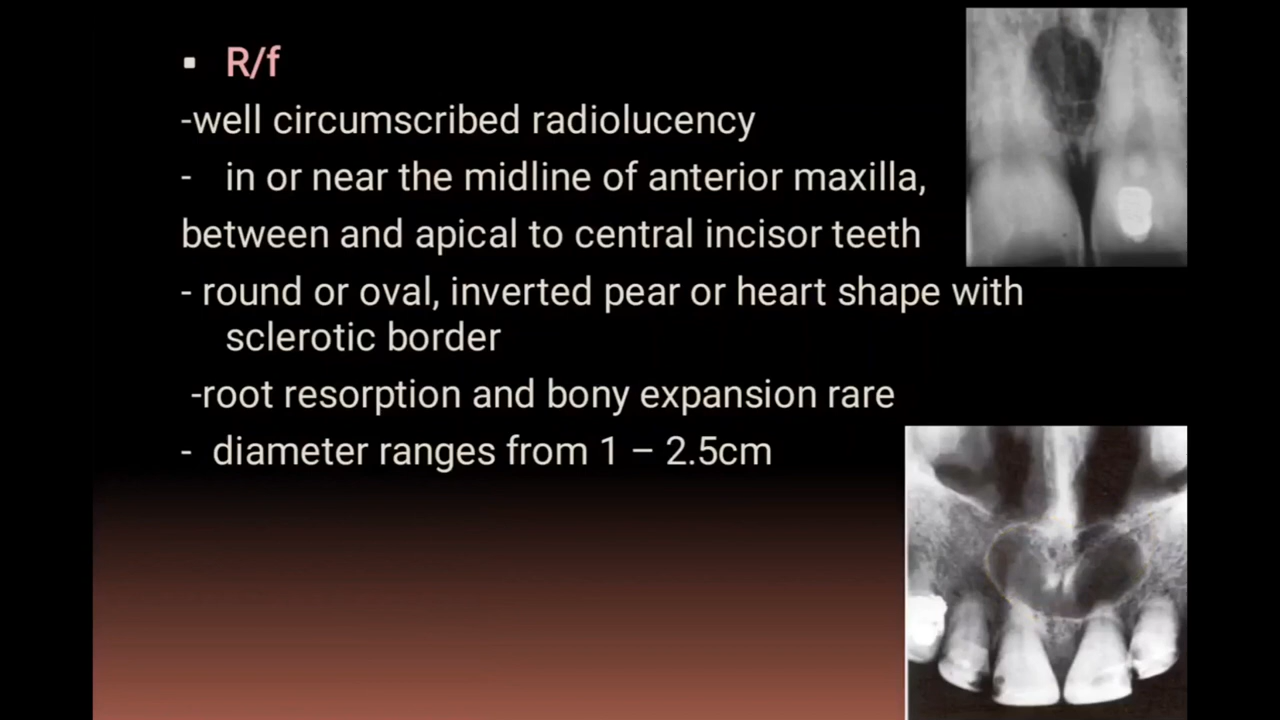 ▪ R/f
-well circumscribed radiolucency
- in or near the midline of anterior maxilla,
between and apical to central incisor teeth
- round or oval, inverted pear or heart shape with
sclerotic border
-root resorption and bony expansion rare
- diameter ranges from 1 – 2.5cm